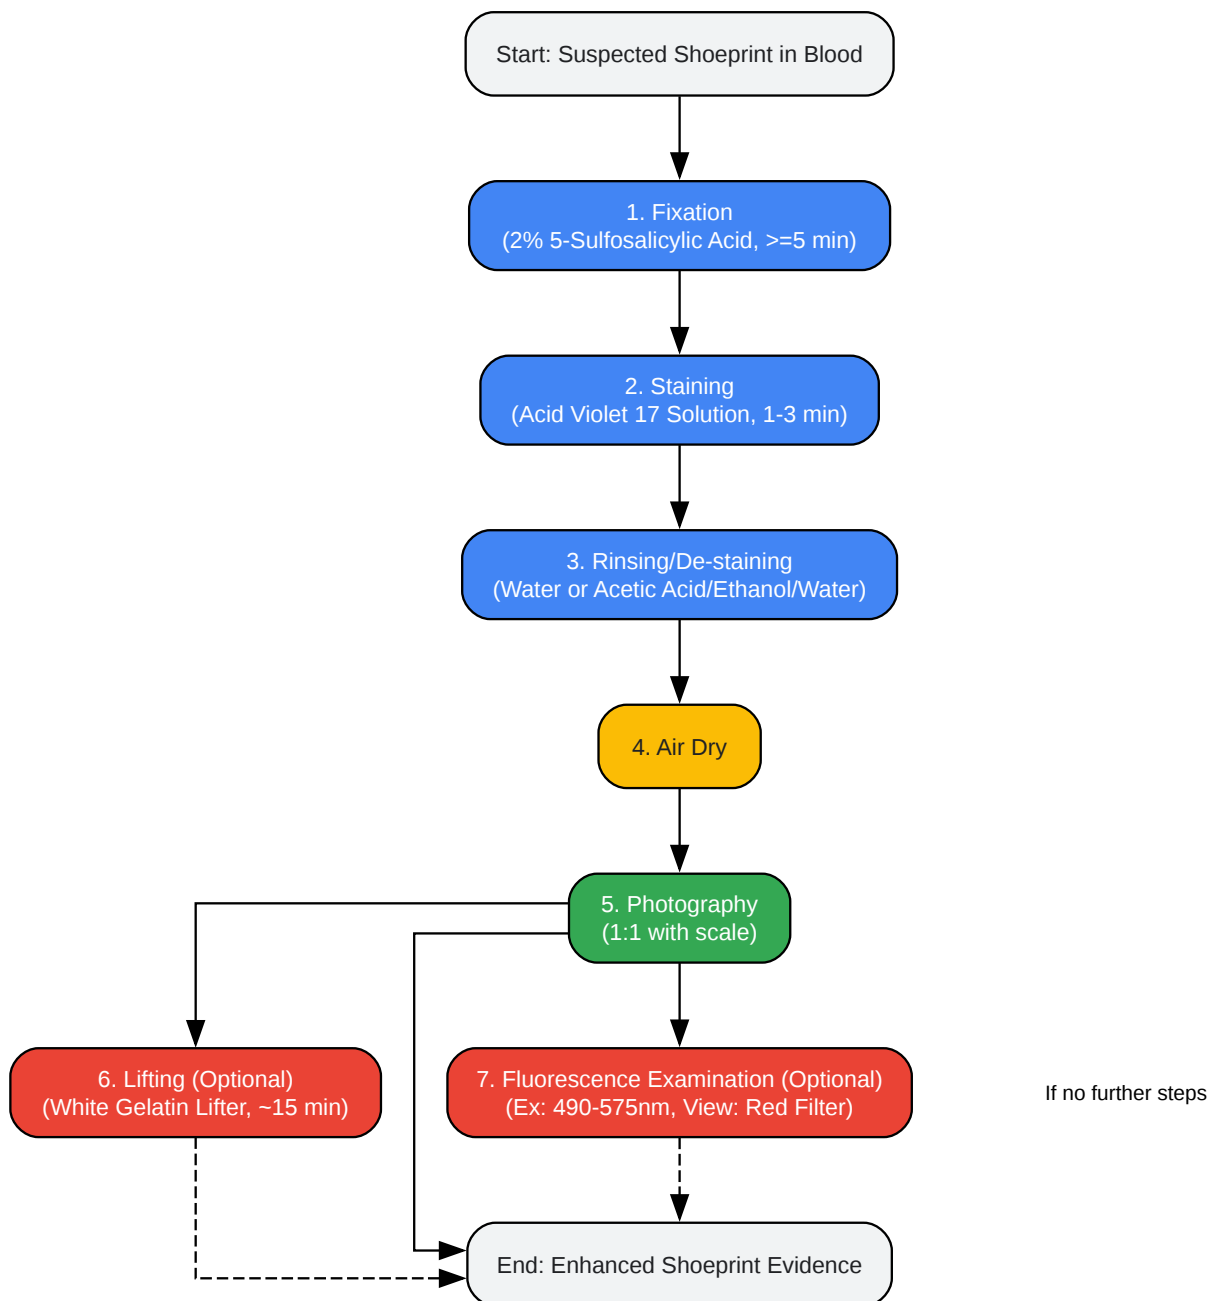 Start: Suspected Shoeprint in Blood
1. Fixation
(2% 5-Sulfosalicylic Acid, >=5 min)
2. Staining
(Acid Violet 17 Solution, 1-3 min)
3. Rinsing/De-staining
(Water or Acetic Acid/Ethanol/Water)
4. Air Dry
5. Photography
(1:1 with scale)
6. Lifting (Optional)
(White Gelatin Lifter, ~15 min)
7. Fluorescence Examination (Optional)
(Ex: 490-575nm, View: Red Filter)
If no further steps
End: Enhanced Shoeprint Evidence